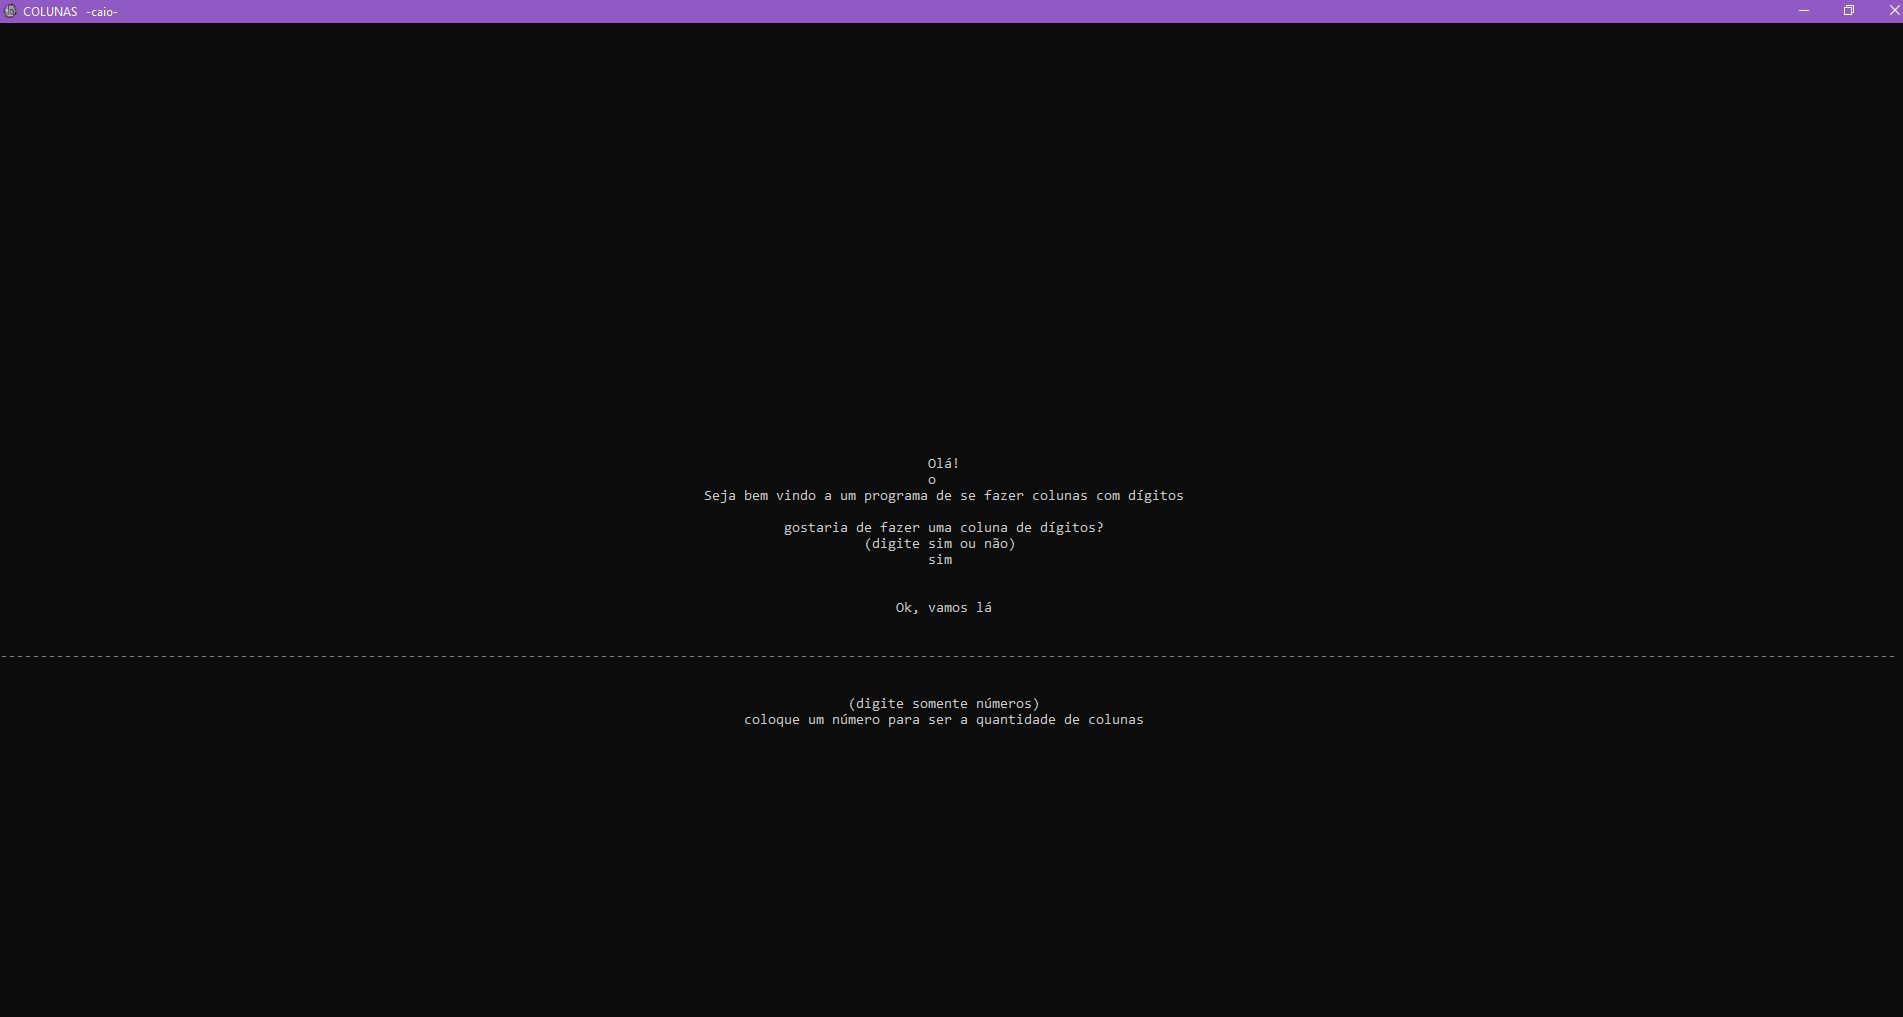 COLUNAS -caio-
Olá!
o
Seja bem vindo a um programa de se fazer colunas com dígitos
gostaria de fazer uma coluna de dígitos?
(digite sim ou não)
sim
Ok, vamos lá
(digite somente números)
coloque um número para ser a quantidade de colunas